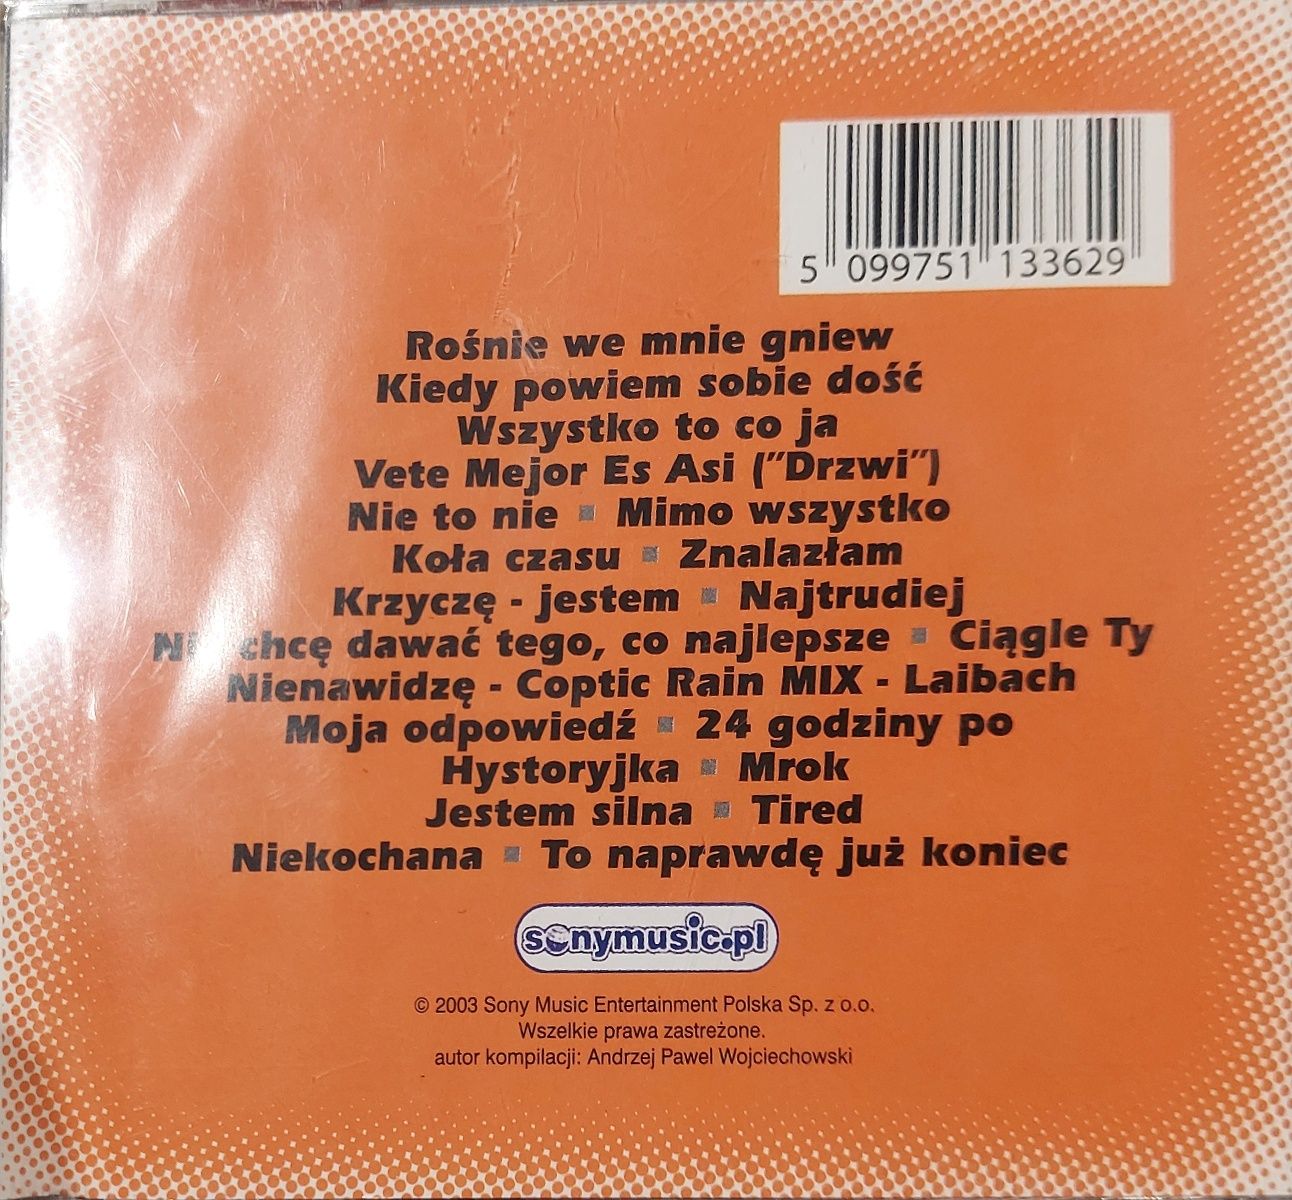 5 099751 133629
Rośnie we mnie gniew
Kiedy powiem sobie dość
Wszystko to co ja
Vete Mejor Es Asi ("Drzwi")
Nie to nie ▪ Mimo wszystko
Koła czasu ▪ Znalazłam
Krzyczę - jestem ▪ Najtrudiej
chcę dawać tego, co najlepsze ▪ Ciągle Ty
Nienawidzę - Coptic Rain MIX - Laibach
Moja odpowiedź ▪ 24 godziny po
Hystoryjka ▪ Mrok
Jestem silna ▪ Tired
Niekochana ▪ To naprawdę już koniec
sonymusic.pl
© 2003 Sony Music Entertainment Polska Sp. z o.o.
Wszelkie prawa zastreżone.
autor kompilacji: Andrzej Pawel Wojciechowski